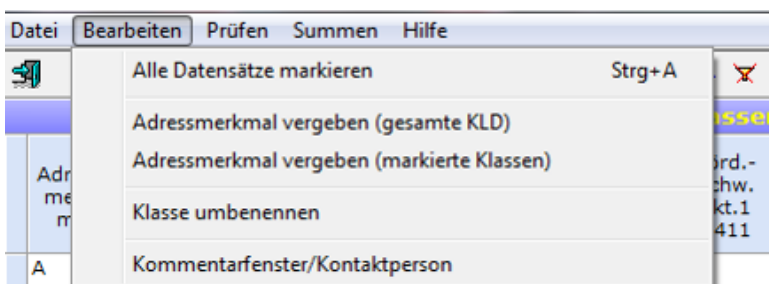 Datei Bearbeiten Prüfen Summen Hilfe
Alle Datensätze markieren Strg+A
Adressmerkmal vergeben (gesamte KLD)
Adressmerkmal vergeben (markierte Klassen)
Klasse umbenennen
Kommentarfenster/Kontaktperson
A